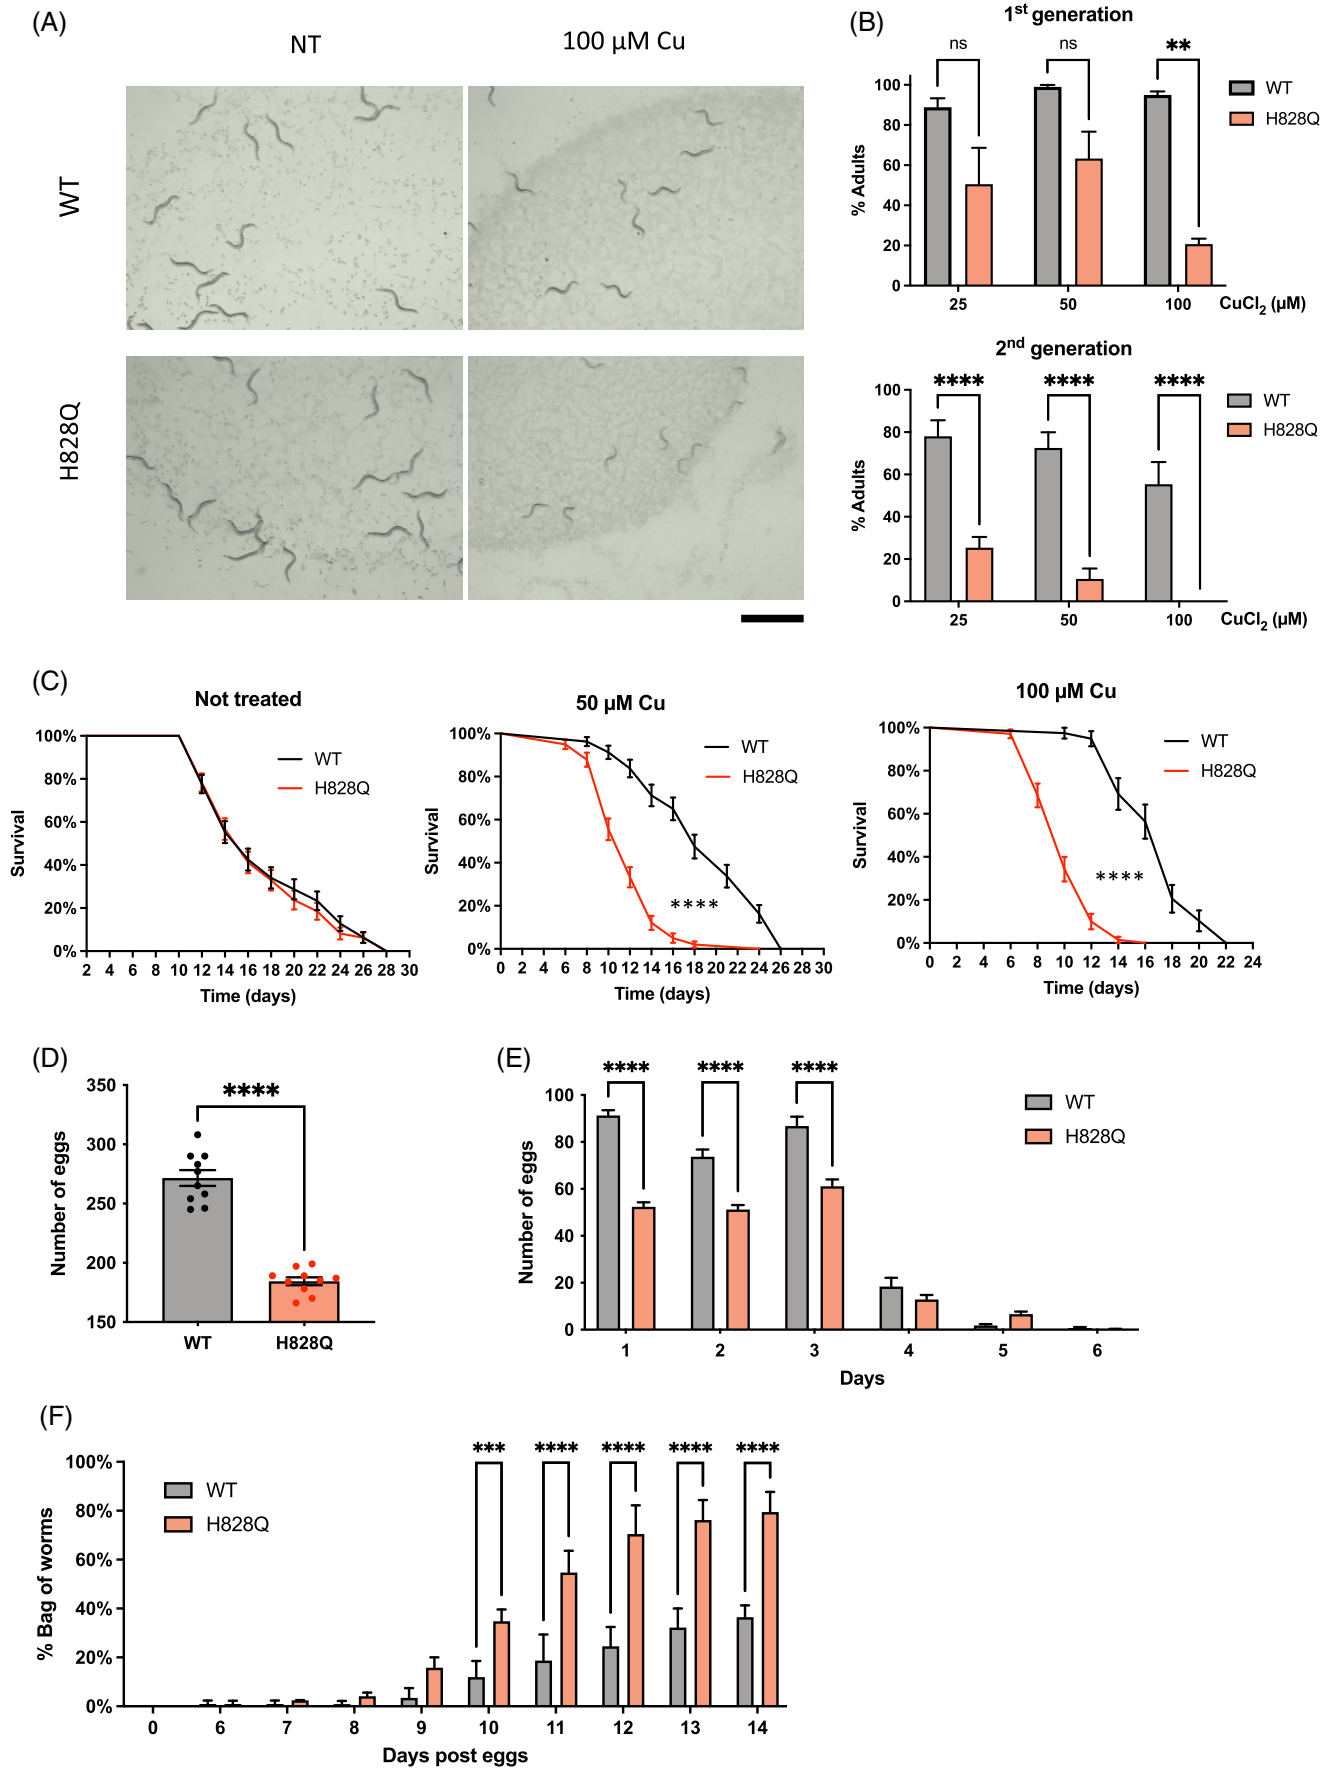 (A)
NT
100 µM Cu
WT
H828Q
(B)
1st generation
ns
ns
**
100
80
60
40
20
0
% Adults
25
50
100
CuCl2 (µM)
WT
H828Q
2nd generation
****
****
****
100
80
60
40
20
0
% Adults
25
50
100
CuCl2 (µM)
WT
H828Q
(C)
Not treated
100%
80%
60%
40%
20%
0%
Survival
WT
H828Q
2 4 6 8 10 12 14 16 18 20 22 24 26 28 30
Time (days)
50 µM Cu
100%
80%
60%
40%
20%
0%
Survival
WT
H828Q
****
0 2 4 6 8 10 12 14 16 18 20 22 24 26 28 30
Time (days)
100 µM Cu
100%
80%
60%
40%
20%
0%
Survival
WT
H828Q
****
0 2 4 6 8 10 12 14 16 18 20 22 24
Time (days)
(D)
350
300
250
200
150
Number of eggs
****
WT
H828Q
(E)
****
****
****
100
80
60
40
20
0
Number of eggs
WT
H828Q
1 2 3 4 5 6
Days
(F)
***
****
****
****
****
100%
80%
60%
40%
20%
0%
% Bag of worms
WT
H828Q
0 6 7 8 9 10 11 12 13 14
Days post eggs